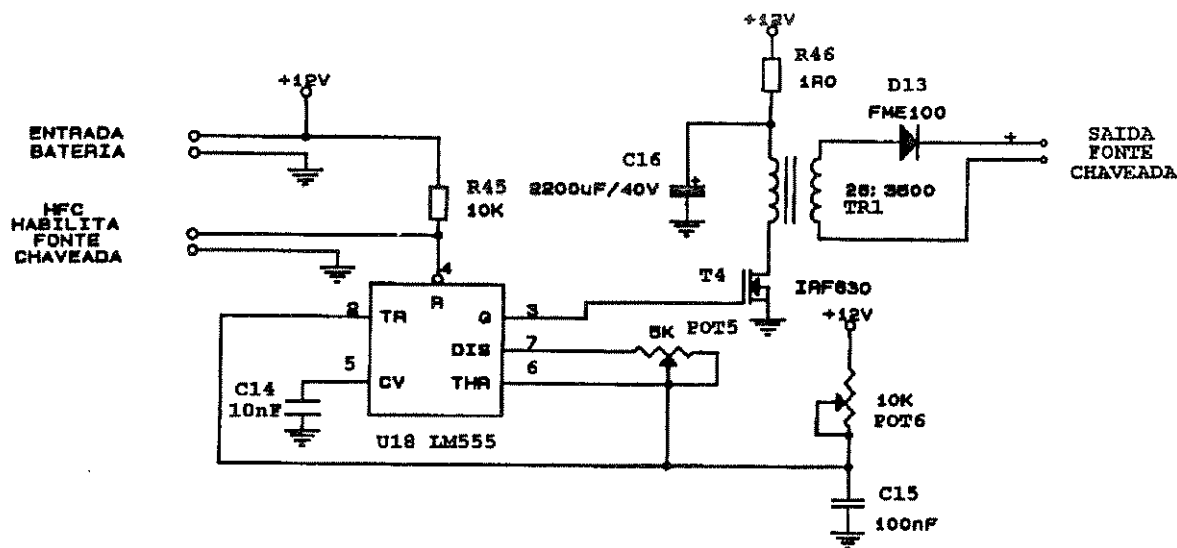 +12V
ENTRADA
BATERIA
HFC
HABILITA
FONTE
CHAVEADA
R45
10K
4
R
2
TR
Q
3
DIS
7
5
CV
THR
6
C14
10nF
U18 LM555
5K
POT5
+12V
R46
1R0
C16
+
2200uF/40V
D13
FME100
+
SAIDA
FONTE
CHAVEADA
26:3600
TR1
T4
IRF630
+12V
10K
POT6
C15
100nF